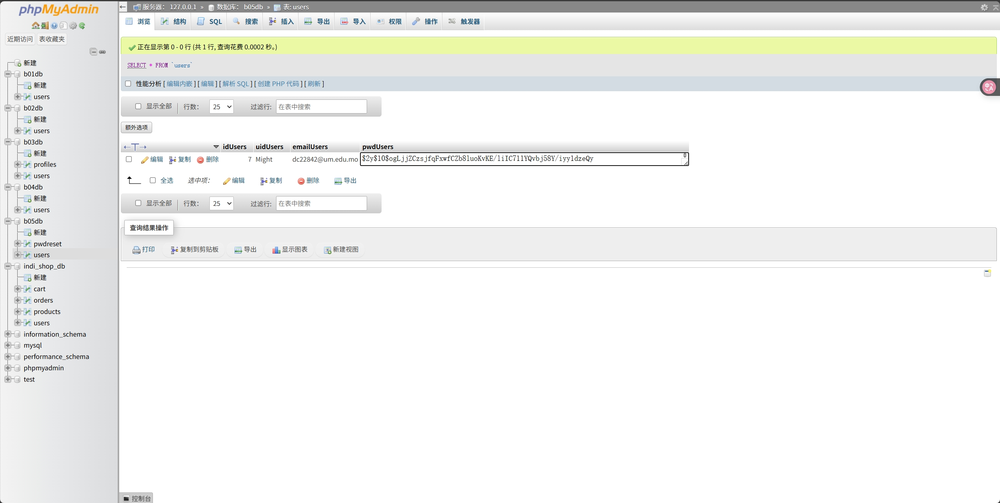 phpMyAdmin
近期访问 表收藏夹
新建
b01db
新建
users
b02db
新建
users
b03db
新建
profiles
users
b04db
新建
users
b05db
新建
pwdreset
users
indi_shop_db
新建
cart
orders
products
users
information_schema
mysql
performance_schema
phpmyadmin
test
服务器： 127.0.0.1 » 数据库： b05db » 表: users
浏览 结构 SQL 搜索 插入 导出 导入 权限 操作 触发器
正在显示第 0 - 0 行 (共 1 行, 查询花费 0.0002 秒。)
SELECT * FROM `users`
性能分析 [ 编辑内嵌 ] [ 编辑 ] [ 解析 SQL ] [ 创建 PHP 代码 ] [ 刷新 ]
显示全部 行数： 25 过滤行: 在表中搜索
额外选项
idUsers uidUsers emailUsers pwdUsers
编辑 复制 删除 7 Might dc22842@um.edu.mo
全选 选中项： 编辑 复制 删除 导出
显示全部 行数： 25 过滤行: 在表中搜索
查询结果操作
打印 复制到剪贴板 导出 显示图表 新建视图
控制台
中A